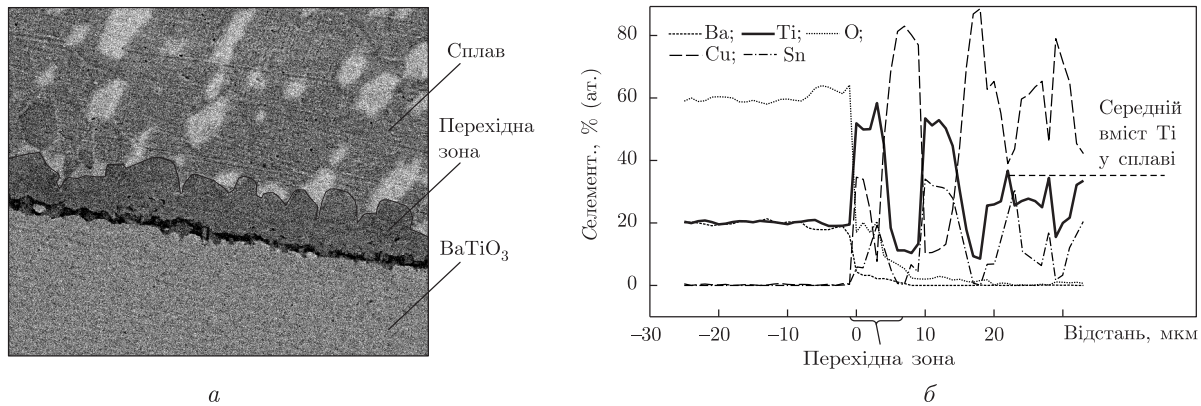 Сплав
Перехідна
зона
BaTiO₃
а
Cелемент., % (ат.)
80
60
40
20
0
Ba; Ti; O;
Cu; Sn
Середній
вміст Ti
у сплаві
–30 –20 –10 0 10 20 Відстань, мкм
Перехідна зона
б